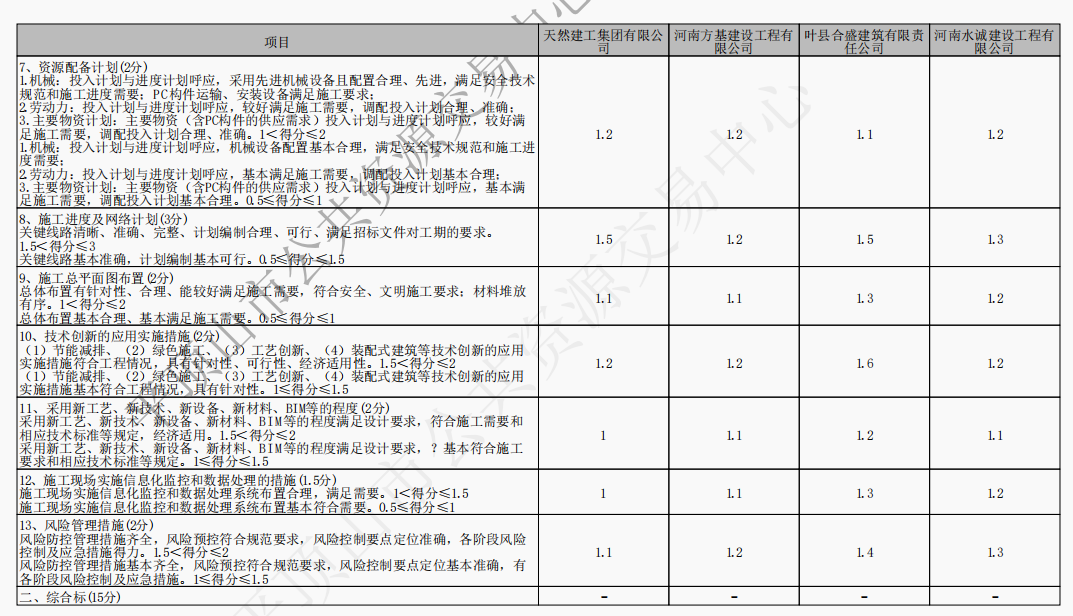 项目
天然建工集团有限公
司
河南方基建设工程有
限公司
叶县合盛建筑有限责
任公司
河南水诚建设工程有
限公司
7、资源配备计划(2分)
1.机械：投入计划与进度计划呼应，采用先进机械设备且配置合理、先进，满足安全技术
规范和施工进度需要；PC构件运输、安装设备满足施工要求；
2.劳动力：投入计划与进度计划呼应，较好满足施工需要，调配投入计划合理、准确；
3.主要物资计划：主要物资（含PC构件的供应需求）投入计划与进度计划呼应，较好满
足施工需要，调配投入计划合理、准确。1＜得分≤2
1.机械：投入计划与进度计划呼应，机械设备配置基本合理，满足安全技术规范和施工进
度需要；
2.劳动力：投入计划与进度计划呼应，基本满足施工需要，调配投入计划基本合理；
3.主要物资计划：主要物资（含PC构件的供应需求）投入计划与进度计划呼应，基本满
足施工需要，调配投入计划基本合理。0.5≤得分≤1
1.2
1.2
1.1
1.2
8、施工进度及网络计划(3分)
关键线路清晰、准确、完整、计划编制合理、可行、满足招标文件对工期的要求。
1.5＜得分≤3
关键线路基本准确，计划编制基本可行。0.5≤得分≤1.5
1.5
1.2
1.5
1.3
9、施工总平面图布置(2分)
总体布置有针对性、合理、能较好满足施工需要，符合安全、文明施工要求；材料堆放
有序。1＜得分≤2
总体布置基本合理、基本满足施工需要。0.5≤得分≤1
1.1
1.1
1.3
1.2
10、技术创新的应用实施措施(2分)
（1）节能减排、（2）绿色施工、（3）工艺创新、（4）装配式建筑等技术创新的应用
实施措施符合工程情况，具有针对性、可行性、经济适用性。1.5＜得分≤2
（1）节能减排、（2）绿色施工、（3）工艺创新、（4）装配式建筑等技术创新的应用
实施措施基本符合工程情况，具有针对性。1≤得分≤1.5
1.2
1.2
1.6
1.2
11、采用新工艺、新技术、新设备、新材料、BIM等的程度(2分)
采用新工艺、新技术、新设备、新材料、BIM等的程度满足设计要求，符合施工需要和
相应技术标准等规定，经济适用。1.5＜得分≤2
采用新工艺、新技术、新设备、新材料、BIM等的程度满足设计要求，？基本符合施工
要求和相应技术标准等规定。1≤得分≤1.5
1
1.1
1.2
1.1
12、施工现场实施信息化监控和数据处理的措施(1.5分)
施工现场实施信息化监控和数据处理系统布置合理，满足需要。1＜得分≤1.5
施工现场实施信息化监控和数据处理系统布置基本符合需要。0.5≤得分≤1
1
1.1
1.3
1.2
13、风险管理措施(2分)
风险防控管理措施齐全，风险预控符合规范要求，风险控制要点定位准确，各阶段风险
控制及应急措施得力。1.5＜得分≤2
风险防控管理措施基本齐全，风险预控符合规范要求，风险控制要点定位基本准确，有
各阶段风险控制及应急措施。1≤得分≤1.5
1.1
1.2
1.4
1.3
二、综合标(15分)
-
-
-
-
平顶山市公共资源交易中心
平顶山市公共资源交易中心